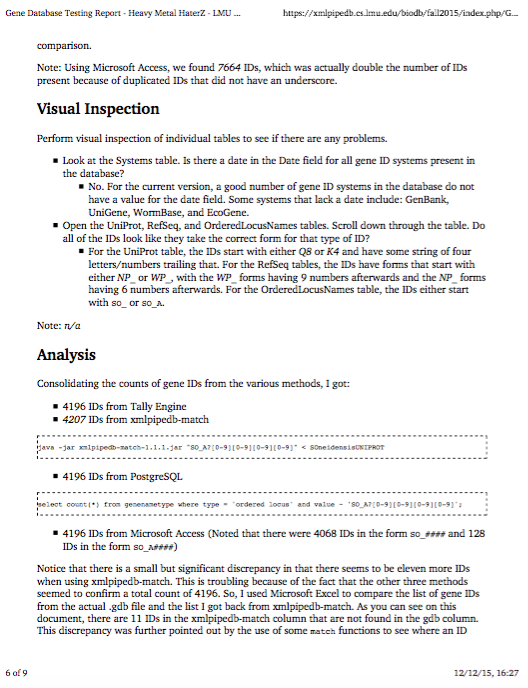 Gene Database Testing Report - Heavy Metal HaterZ - LMU ...
https://xmlpipedb.cs.lmu.edu/biodb/fall2015/index.php/G...
comparison.
Note: Using Microsoft Access, we found 7664 IDs, which was actually double the number of IDs
present because of duplicated IDs that did not have an underscore.
Visual Inspection
Perform visual inspection of individual tables to see if there are any problems.
▪ Look at the Systems table. Is there a date in the Date field for all gene ID systems present in
the database?
▪ No. For the current version, a good number of gene ID systems in the database do not
have a value for the date field. Some systems that lack a date include: GenBank,
UniGene, WormBase, and EcoGene.
▪ Open the UniProt, RefSeq, and OrderedLocusNames tables. Scroll down through the table. Do
all of the IDs look like they take the correct form for that type of ID?
▪ For the UniProt table, the IDs start with either Q8 or K4 and have some string of four
letters/numbers trailing that. For the RefSeq tables, the IDs have forms that start with
either NP_ or WP_, with the WP_ forms having 9 numbers afterwards and the NP_ forms
having 6 numbers afterwards. For the OrderedLocusNames table, the IDs either start
with SO_ or SO_A.
Note: n/a
Analysis
Consolidating the counts of gene IDs from the various methods, I got:
▪ 4196 IDs from Tally Engine
▪ 4207 IDs from xmlpipedb-match
java -jar xmlpipedb-match-1.1.1.jar "SO_A?[0-9][0-9][0-9][0-9]" < SOneidensisUNIPROT
▪ 4196 IDs from PostgreSQL
select count(*) from genenametype where type = 'ordered locus' and value ~ 'SO_A?[0-9][0-9][0-9][0-9]';
▪ 4196 IDs from Microsoft Access (Noted that there were 4068 IDs in the form SO_#### and 128
IDs in the form SO_A####)
Notice that there is a small but significant discrepancy in that there seems to be eleven more IDs
when using xmlpipedb-match. This is troubling because of the fact that the other three methods
seemed to confirm a total count of 4196. So, I used Microsoft Excel to compare the list of gene IDs
from the actual .gdb file and the list I got back from xmlpipedb-match. As you can see on this
document, there are 11 IDs in the xmlpipedb-match column that are not found in the gdb column.
This discrepancy was further pointed out by the use of some match functions to see where an ID
6 of 9
12/12/15, 16:27